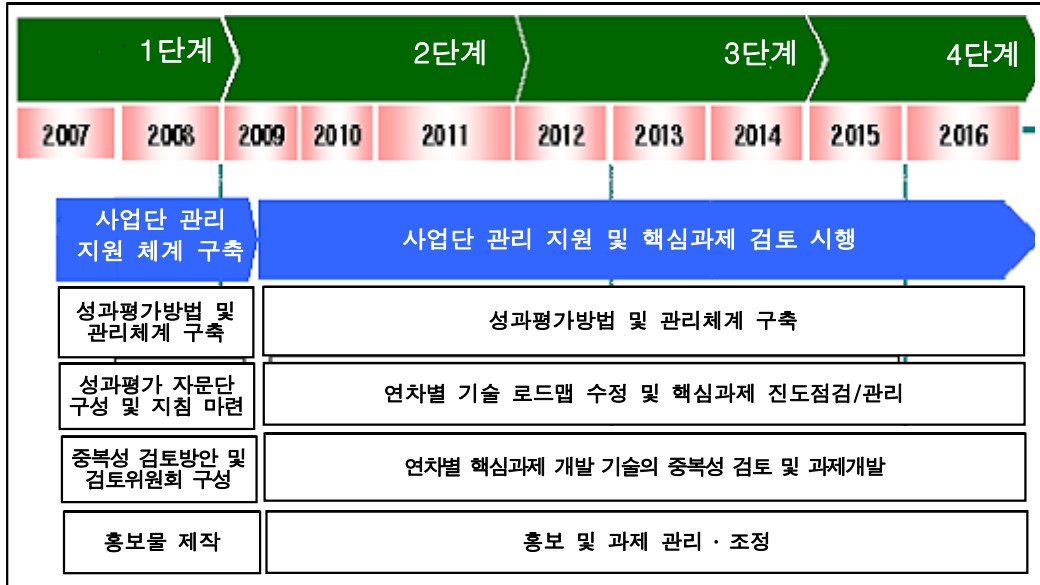 1단계 2단계 3단계 4단계
2007 2008 2009 2010 2011 2012 2013 2014 2015 2016
사업단 관리
지원 체계 구축
사업단 관리 지원 및 핵심과제 검토 시행
성과평가방법 및
관리체계 구축
성과평가방법 및 관리체계 구축
성과평가 자문단
구성 및 지침 마련
연차별 기술 로드맵 수정 및 핵심과제 진도점검/관리
중복성 검토방안 및
검토위원회 구성
연차별 핵심과제 개발 기술의 중복성 검토 및 과제개발
홍보물 제작
홍보 및 과제 관리 · 조정